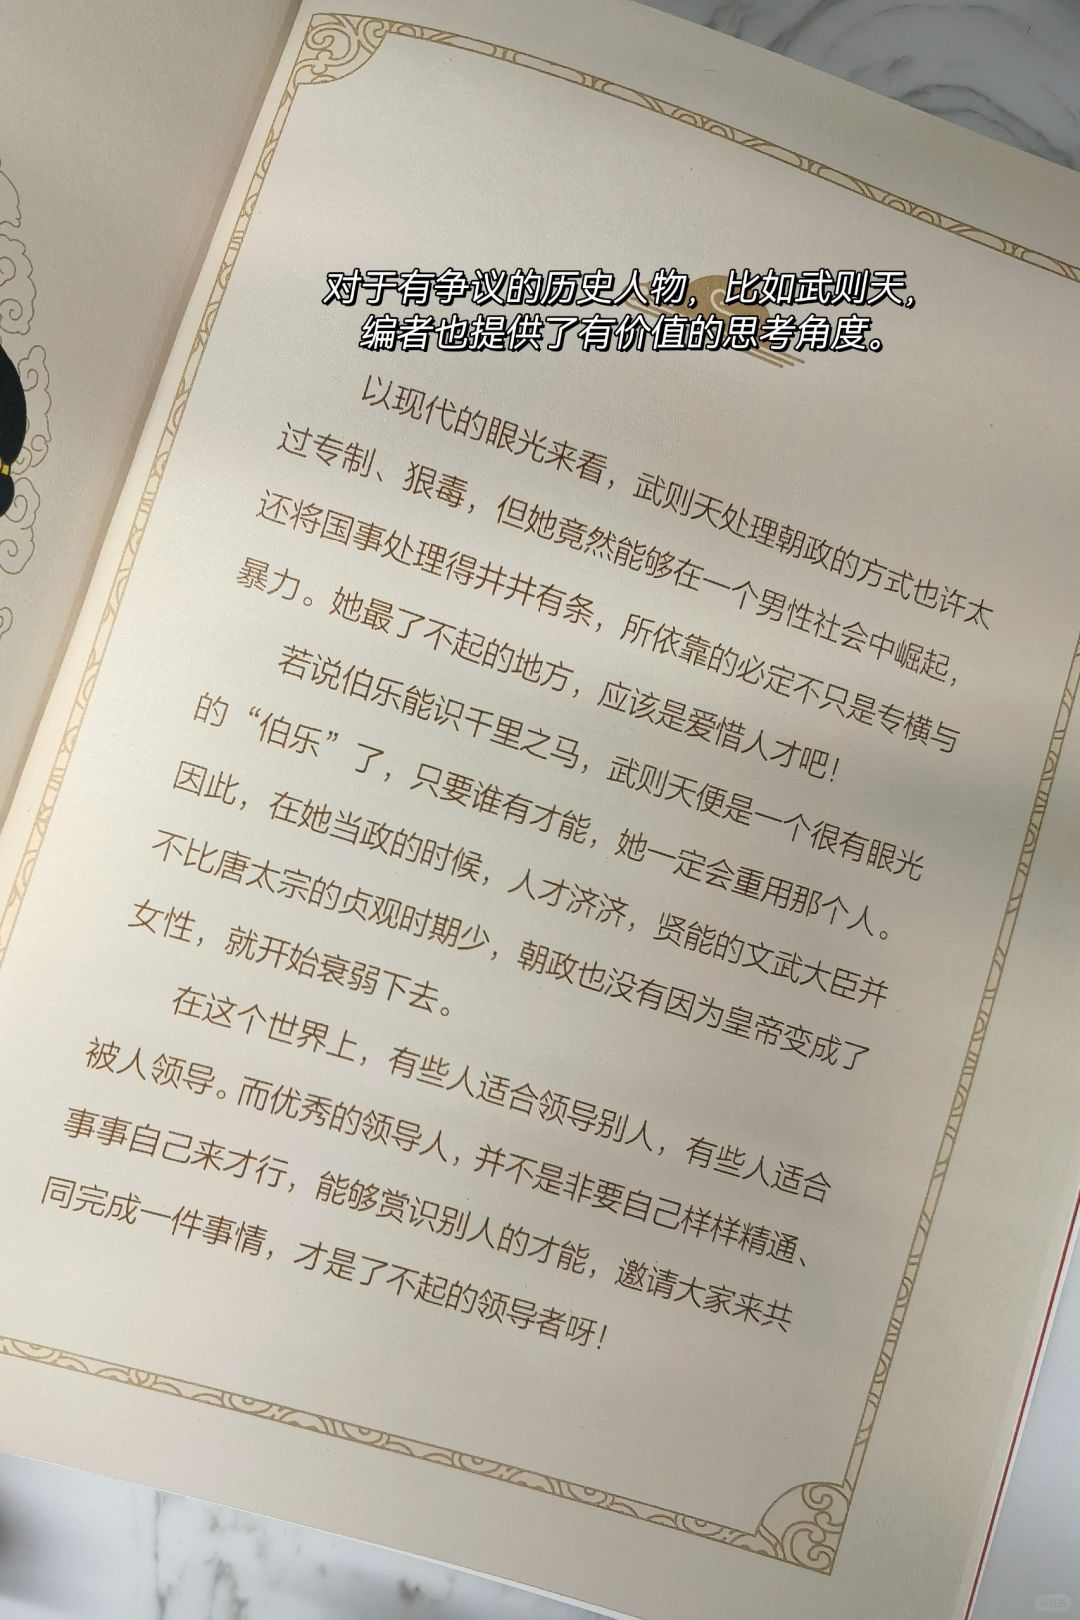 对于有争议的历史人物，比如武则天，
编者也提供了有价值的思考角度。
以现代的眼光来看，武则天处理朝政的方式也许太
过专制、狠毒，但她竟然能够在一个男性社会中崛起，
还将国事处理得井井有条，所依靠的必定不只是专横与
暴力。她最了不起的地方，应该是爱惜人才吧！
若说伯乐能识千里之马，武则天便是一个很有眼光
的“伯乐”了，只要谁有才能，她一定会重用那个人。
因此，在她当政的时候，人才济济，贤能的文武大臣并
不比唐太宗的贞观时期少，朝政也没有因为皇帝变成了
女性，就开始衰弱下去。
在这个世界上，有些人适合领导别人，有些人适合
被人领导。而优秀的领导人，并不是非要自己样样精通、
事事自己来才行，能够赏识别人的才能，邀请大家来共
同完成一件事情，才是了不起的领导者呀！